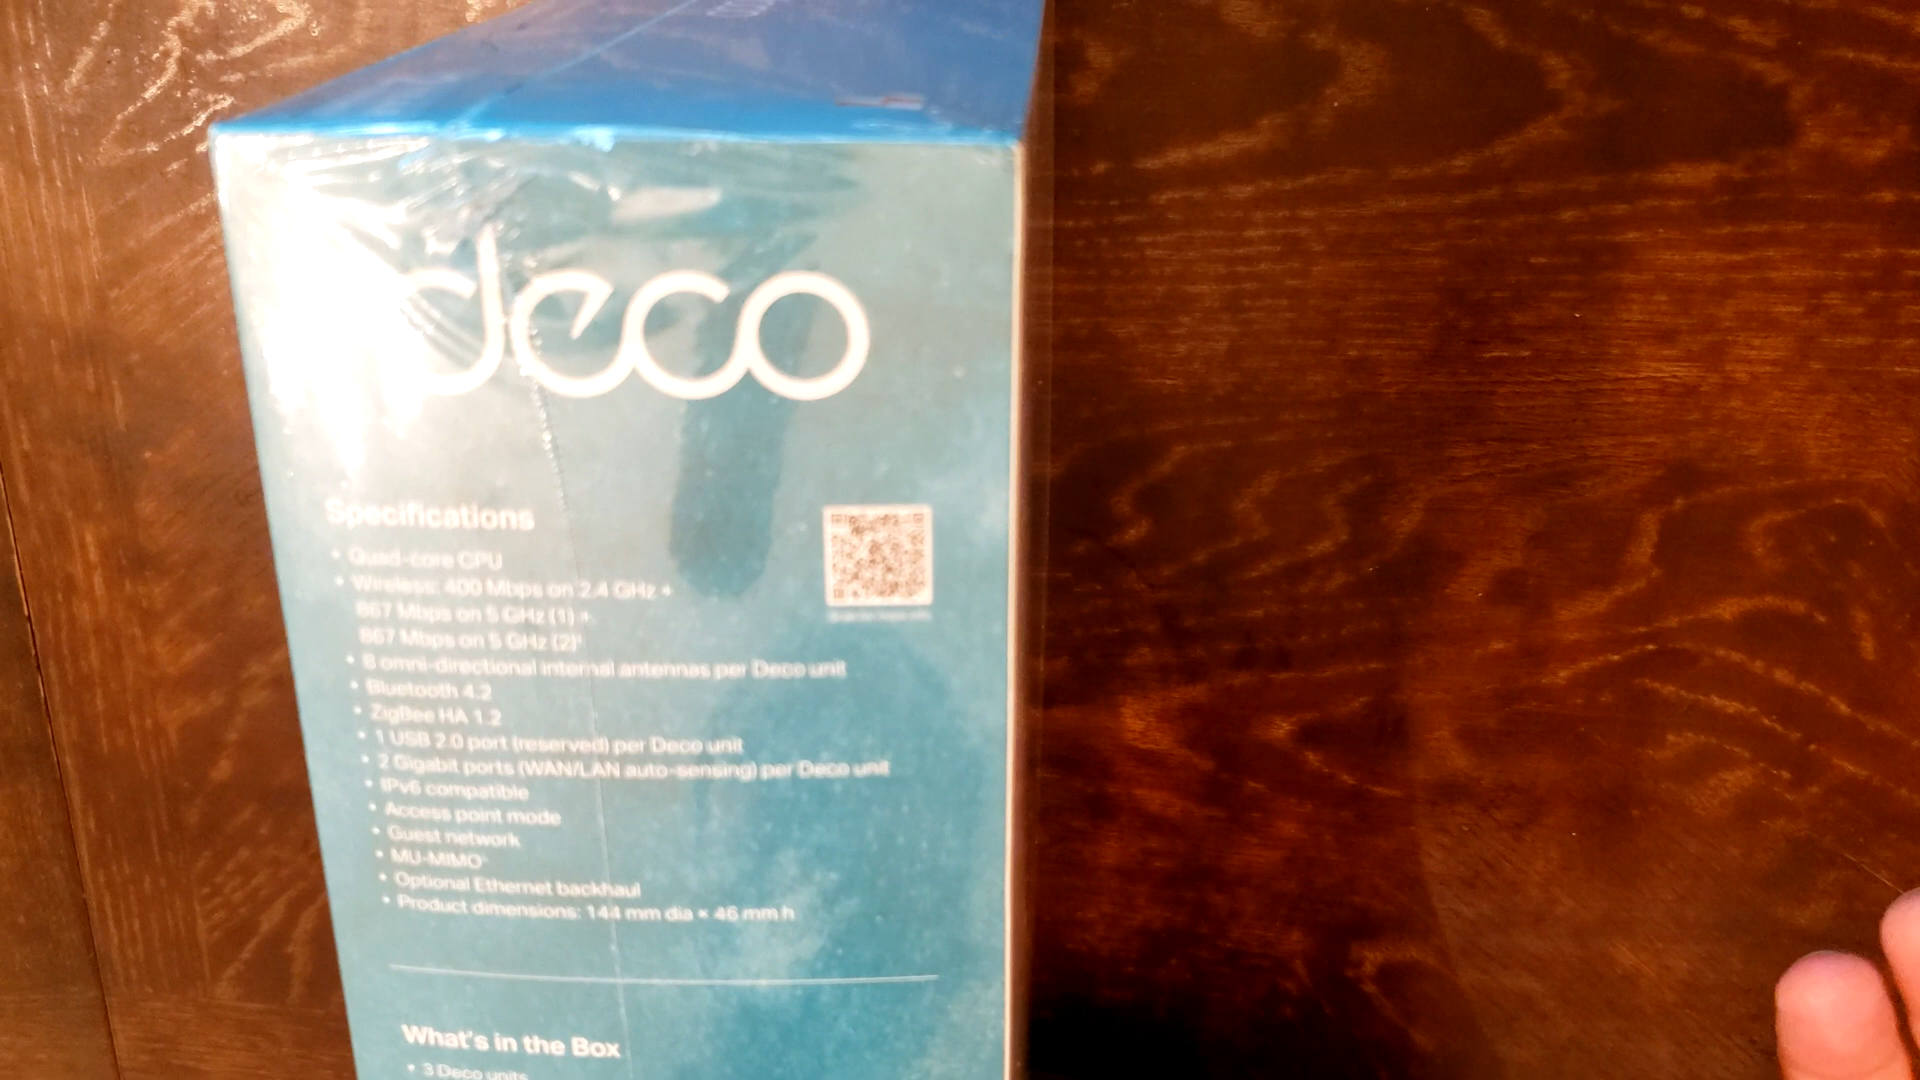 deco
Specifications
• Quad-core CPU
• Wireless: 400 Mbps on 2.4 GHz +
867 Mbps on 5 GHz (1) +
867 Mbps on 5 GHz (2)
• 8 omni-directional internal antennas per Deco unit
• Bluetooth 4.2
• ZigBee HA 1.2
• 1 USB 2.0 port (reserved) per Deco unit
• 2 Gigabit ports (WAN/LAN auto-sensing) per Deco unit
• IPv6 compatible
• Access point mode
• Guest network
• MU-MIMO
• Optional Ethernet backhaul
• Product dimensions: 144 mm dia × 46 mm h
What's in the Box
• 3 Deco units